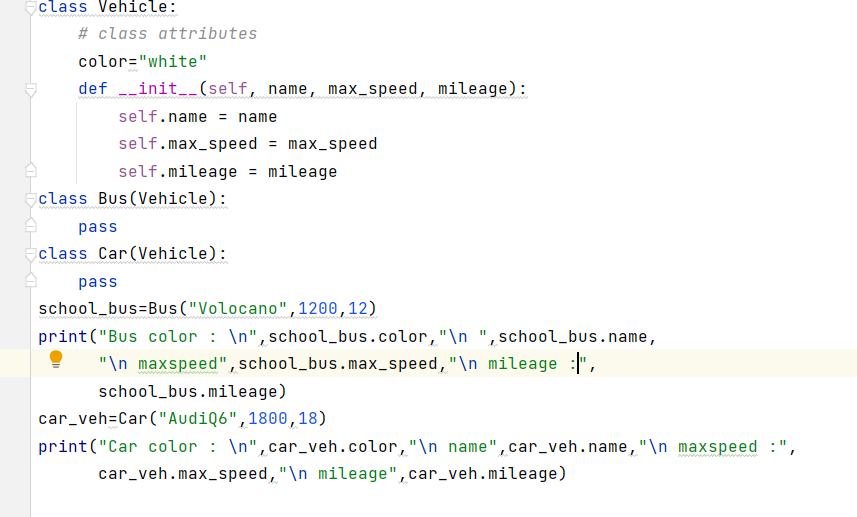 class Vehicle:
    # class attributes
    color="white"
    def __init__(self, name, max_speed, mileage):
        self.name = name
        self.max_speed = max_speed
        self.mileage = mileage
class Bus(Vehicle):
    pass
class Car(Vehicle):
    pass
school_bus=Bus("Volocano",1200,12)
print("Bus color : \n",school_bus.color,"\n ",school_bus.name,
      "\n maxspeed",school_bus.max_speed,"\n mileage :",
      school_bus.mileage)
car_veh=Car("AudiQ6",1800,18)
print("Car color : \n",car_veh.color,"\n name",car_veh.name,"\n maxspeed :",
      car_veh.max_speed,"\n mileage",car_veh.mileage)